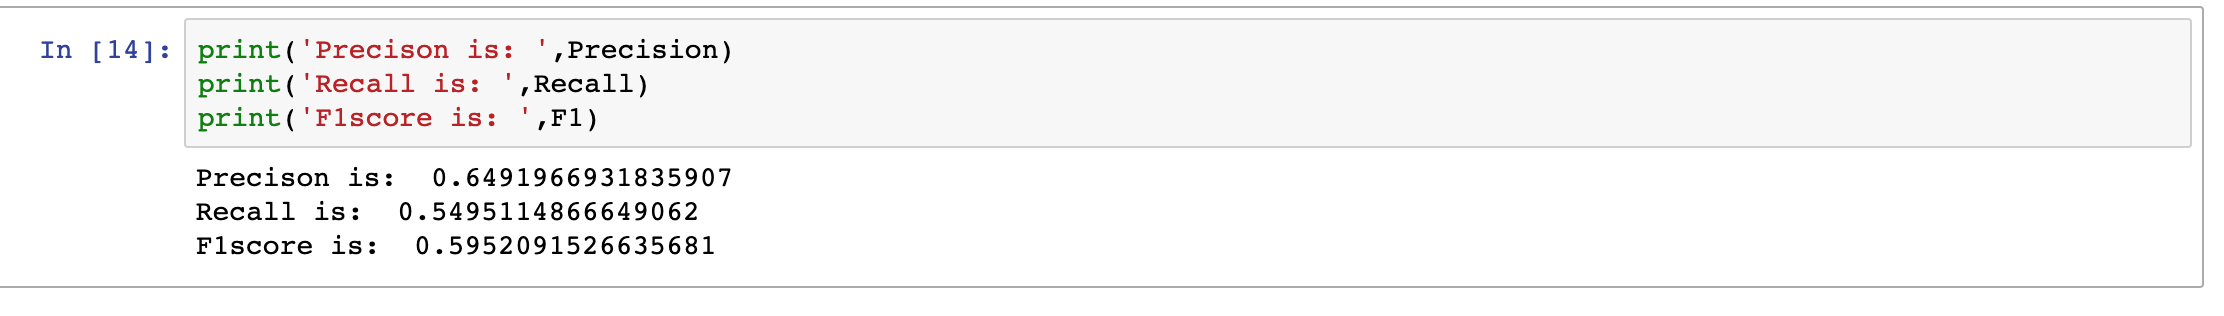 In [14]: print('Precison is: ',Precision)
print('Recall is: ',Recall)
print('F1score is: ',F1)
Precison is:  0.6491966931835907
Recall is:  0.5495114866649062
F1score is:  0.5952091526635681